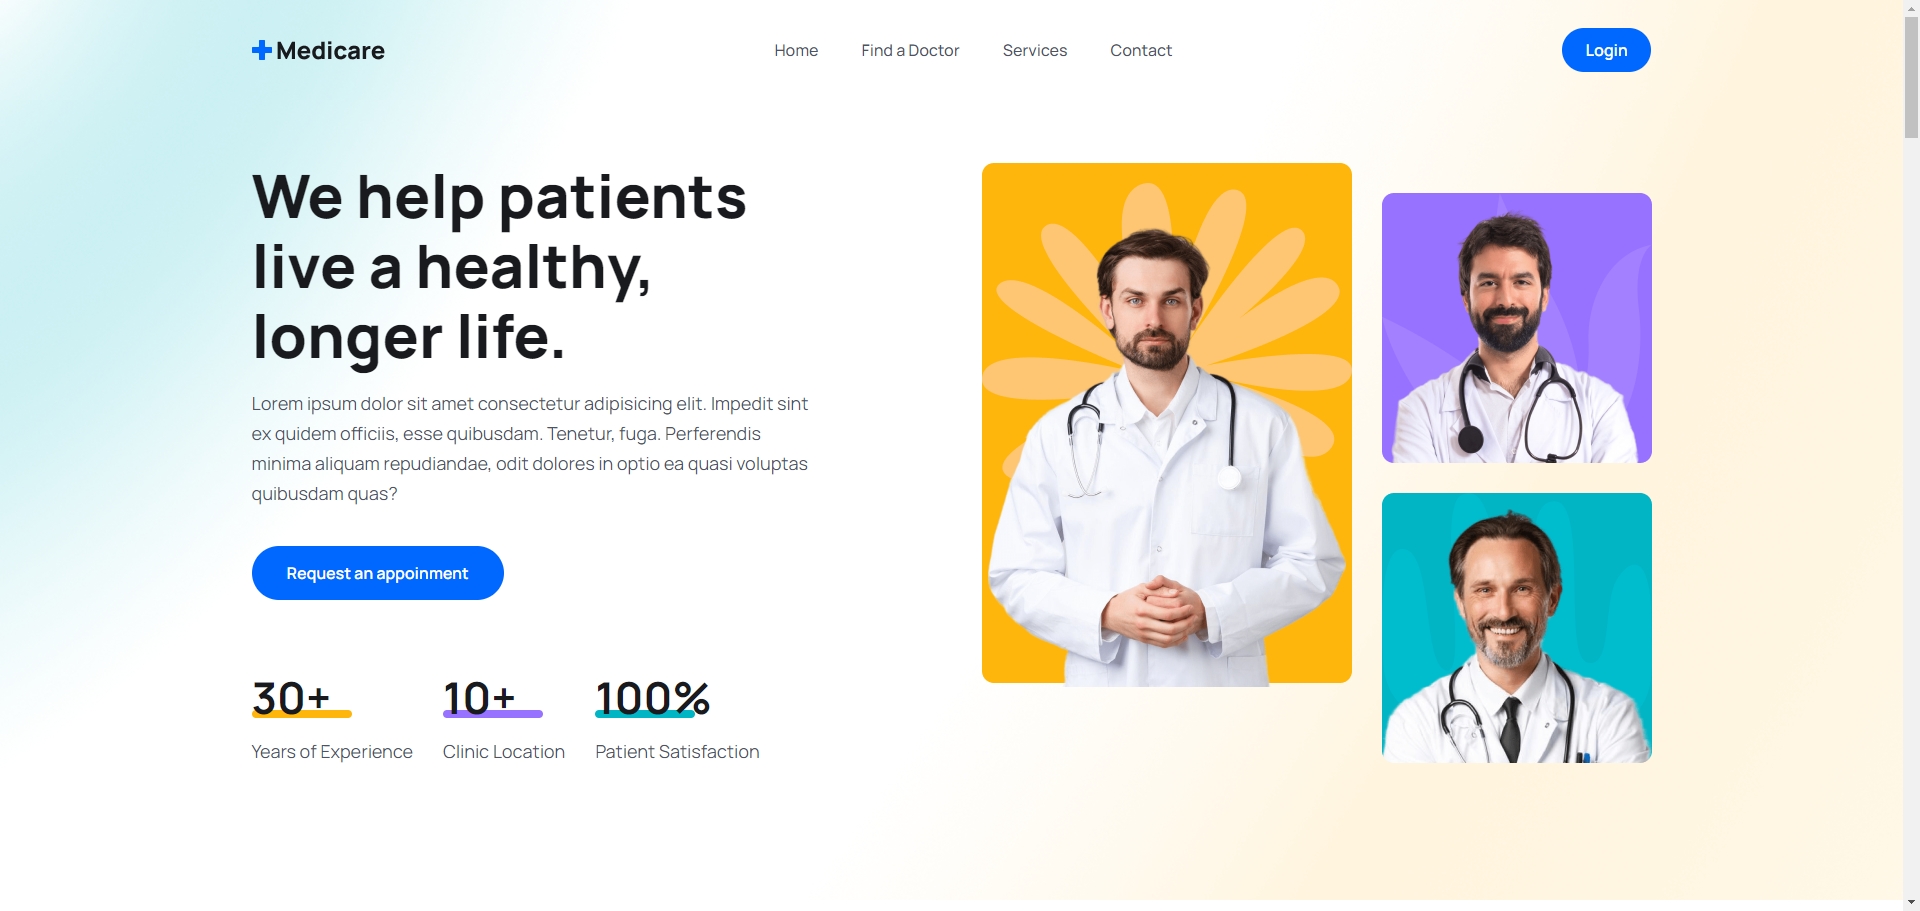 Medicare
Home
Find a Doctor
Services
Contact
Login
We help patients
live a healthy,
longer life.
Lorem ipsum dolor sit amet consectetur adipisicing elit. Impedit sint
ex quidem officiis, esse quibusdam. Tenetur, fuga. Perferendis
minima aliquam repudiandae, odit dolores in optio ea quasi voluptas
quibusdam quas?
Request an appoinment
30+
Years of Experience
10+
Clinic Location
100%
Patient Satisfaction